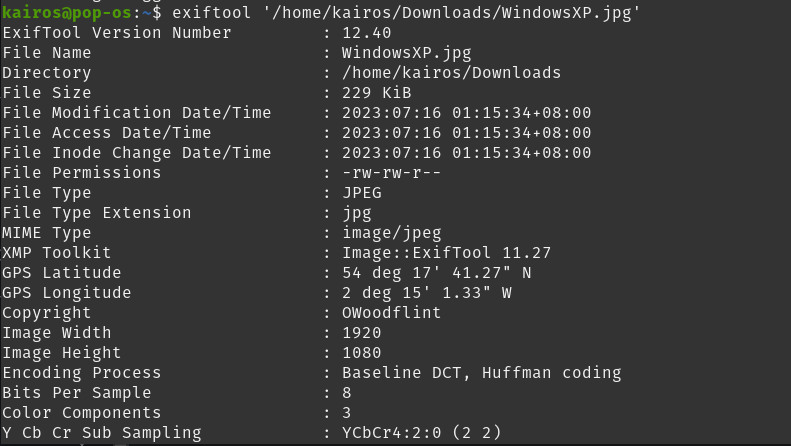 kairos@pop-os:~$ exiftool '/home/kairos/Downloads/WindowsXP.jpg'
ExifTool Version Number         : 12.40
File Name                       : WindowsXP.jpg
Directory                       : /home/kairos/Downloads
File Size                       : 229 KiB
File Modification Date/Time     : 2023:07:16 01:15:34+08:00
File Access Date/Time           : 2023:07:16 01:15:34+08:00
File Inode Change Date/Time     : 2023:07:16 01:15:34+08:00
File Permissions                : -rw-rw-r--
File Type                       : JPEG
File Type Extension             : jpg
MIME Type                       : image/jpeg
XMP Toolkit                     : Image::ExifTool 11.27
GPS Latitude                    : 54 deg 17' 41.27" N
GPS Longitude                   : 2 deg 15' 1.33" W
Copyright                       : OWoodflint
Image Width                     : 1920
Image Height                    : 1080
Encoding Process                : Baseline DCT, Huffman coding
Bits Per Sample                 : 8
Color Components                : 3
Y Cb Cr Sub Sampling            : YCbCr4:2:0 (2 2)